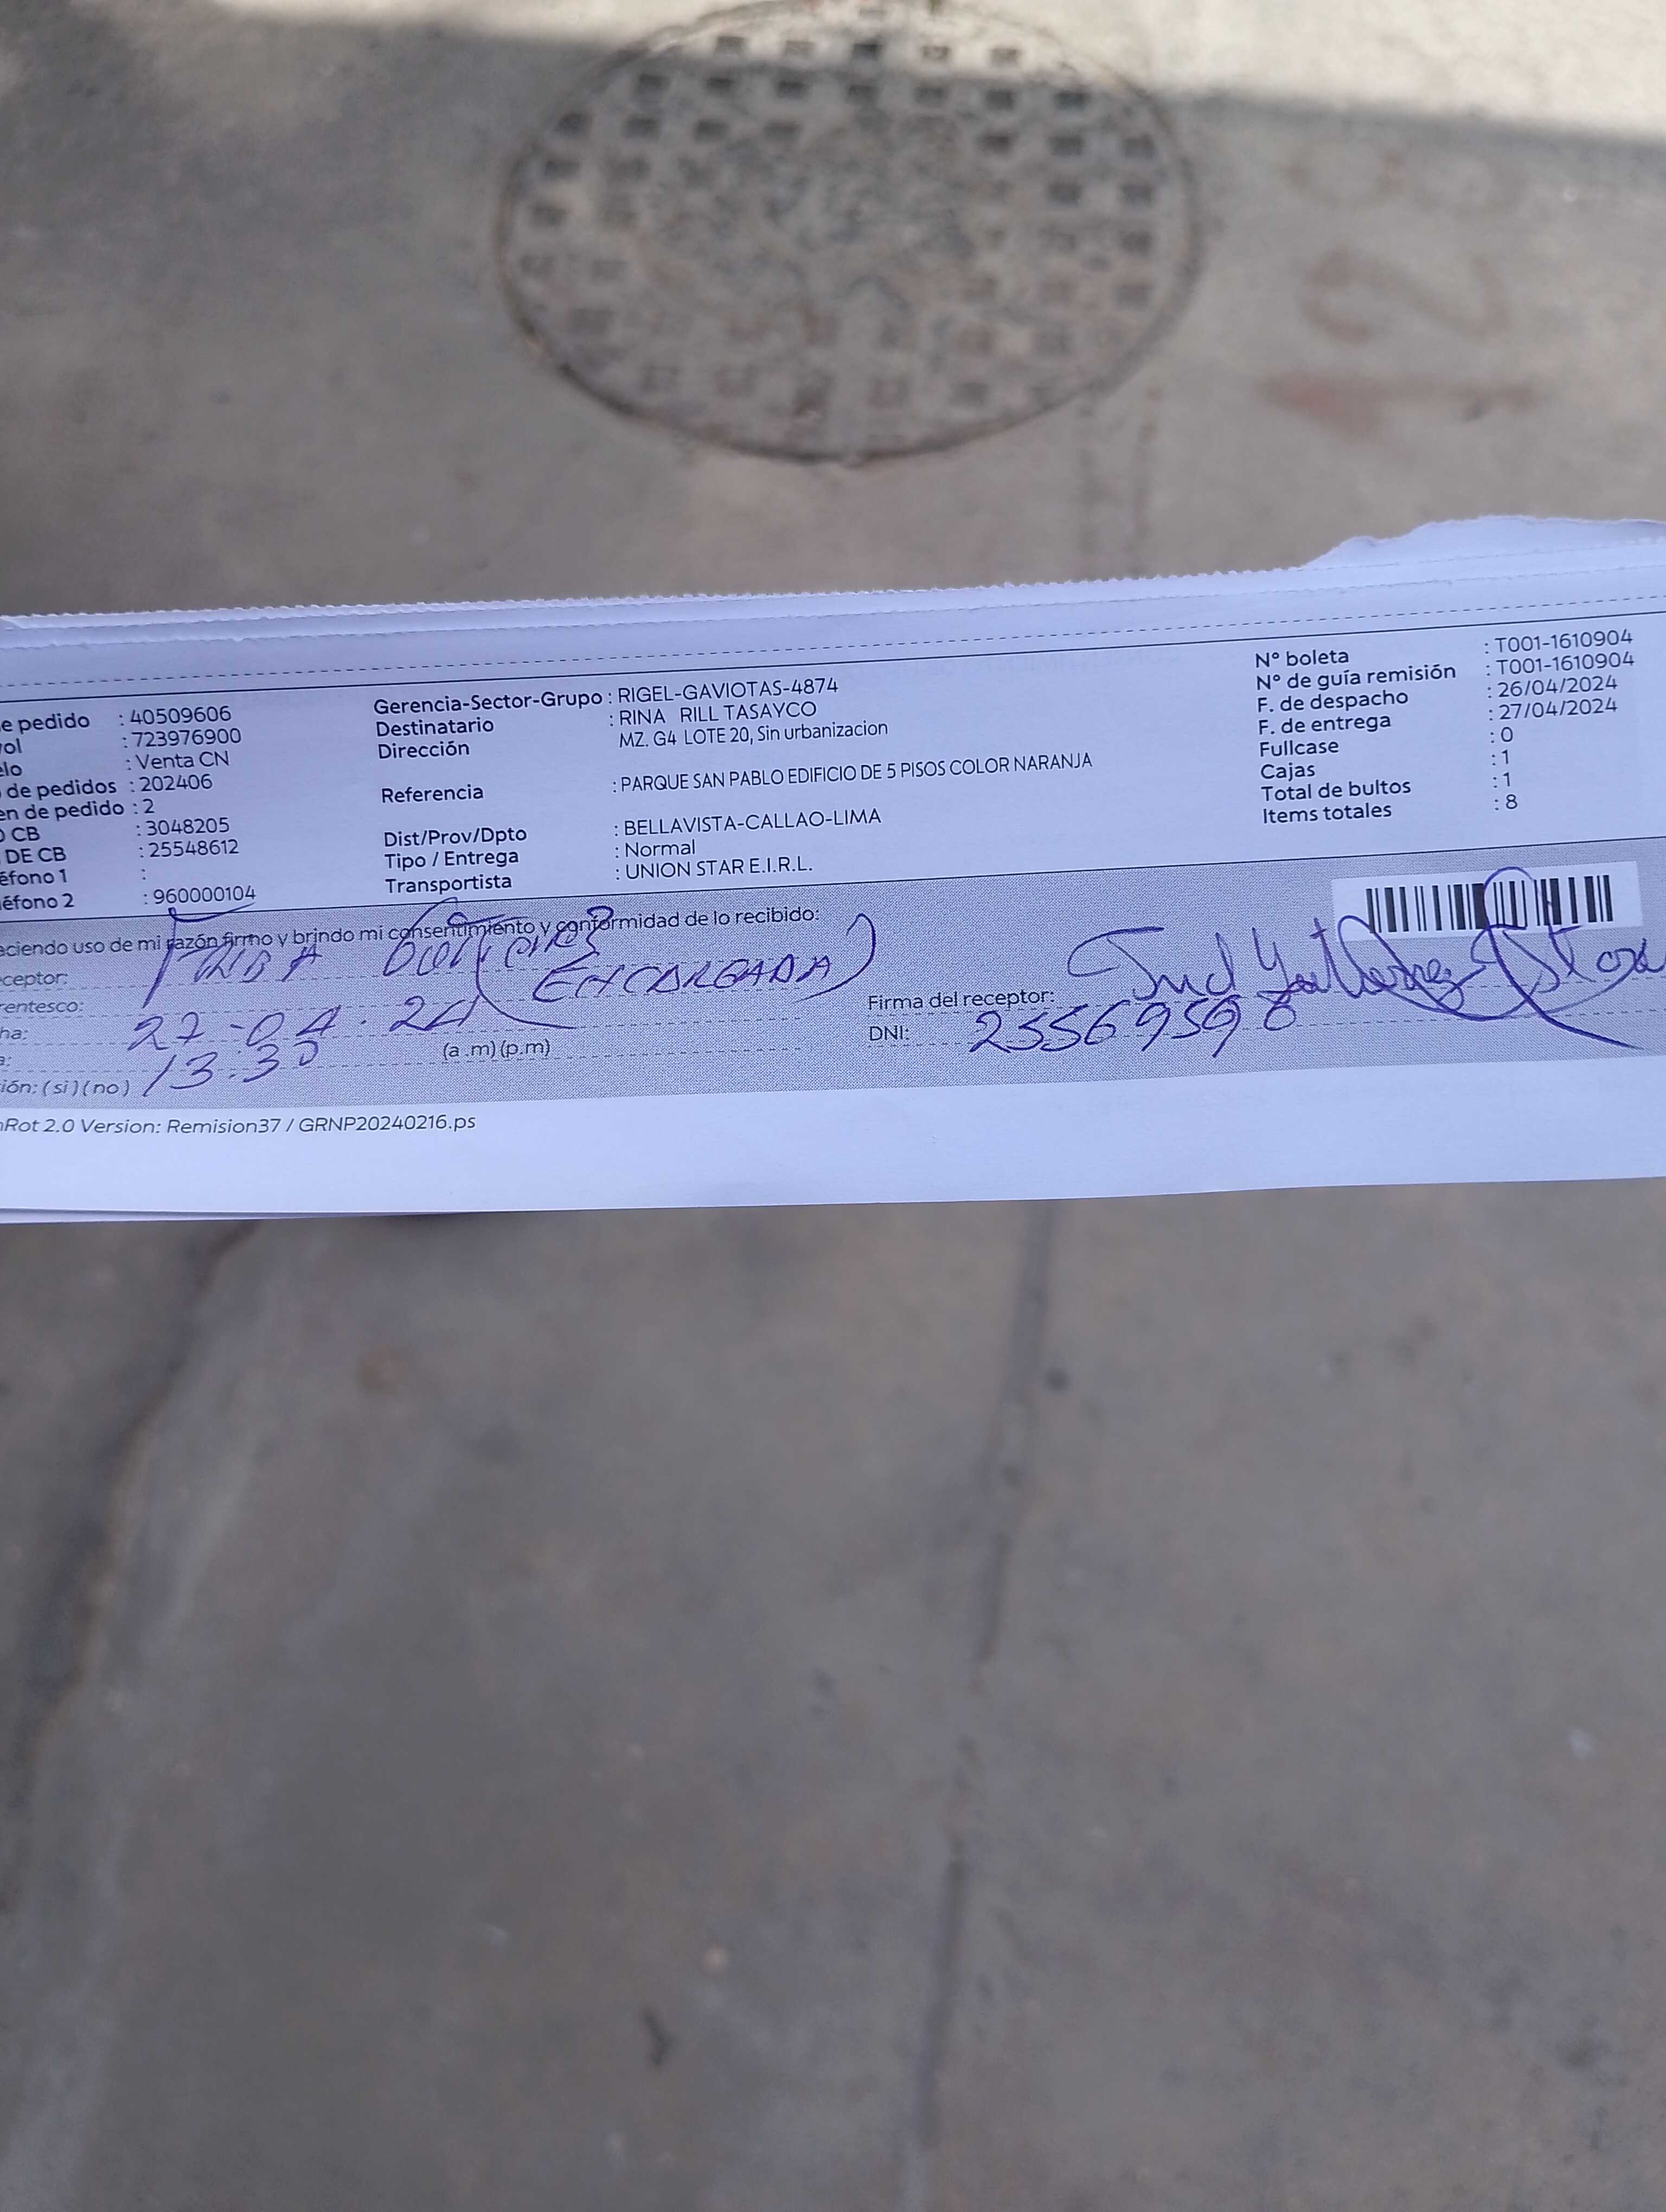 e pedido : 40509606
rol : 723976900
elo : Venta CN
de pedidos : 202406
en de pedido : 2
O CB : 3048205
DE CB : 25548612
éfono 1 :
éfono 2 : 960000104
Gerencia-Sector-Grupo : RIGEL-GAVIOTAS-4874
Destinatario : RINA RILL TASAYCO
Dirección MZ. G4 LOTE 20, Sin urbanizacion
Referencia : PARQUE SAN PABLO EDIFICIO DE 5 PISOS COLOR NARANJA
Dist/Prov/Dpto : BELLAVISTA-CALLAO-LIMA
Tipo / Entrega : Normal
Transportista : UNION STAR E.I.R.L.
N° boleta : T001-1610904
N° de guía remisión : T001-1610904
F. de despacho : 26/04/2024
F. de entrega : 27/04/2024
Fullcase : 0
Cajas : 1
Total de bultos : 1
Items totales : 8
aciendo uso de mi razón firmo y brindo mi consentimiento y conformidad de lo recibido:
ceptor:
rentesco: (ENCARGADA)
ha: 27-04-24
a: 13:30 (a .m) (p.m)
ión: ( si ) ( no )
Firma del receptor:
DNI: 25569598
nRot 2.0 Version: Remision37 / GRNP20240216.ps
12